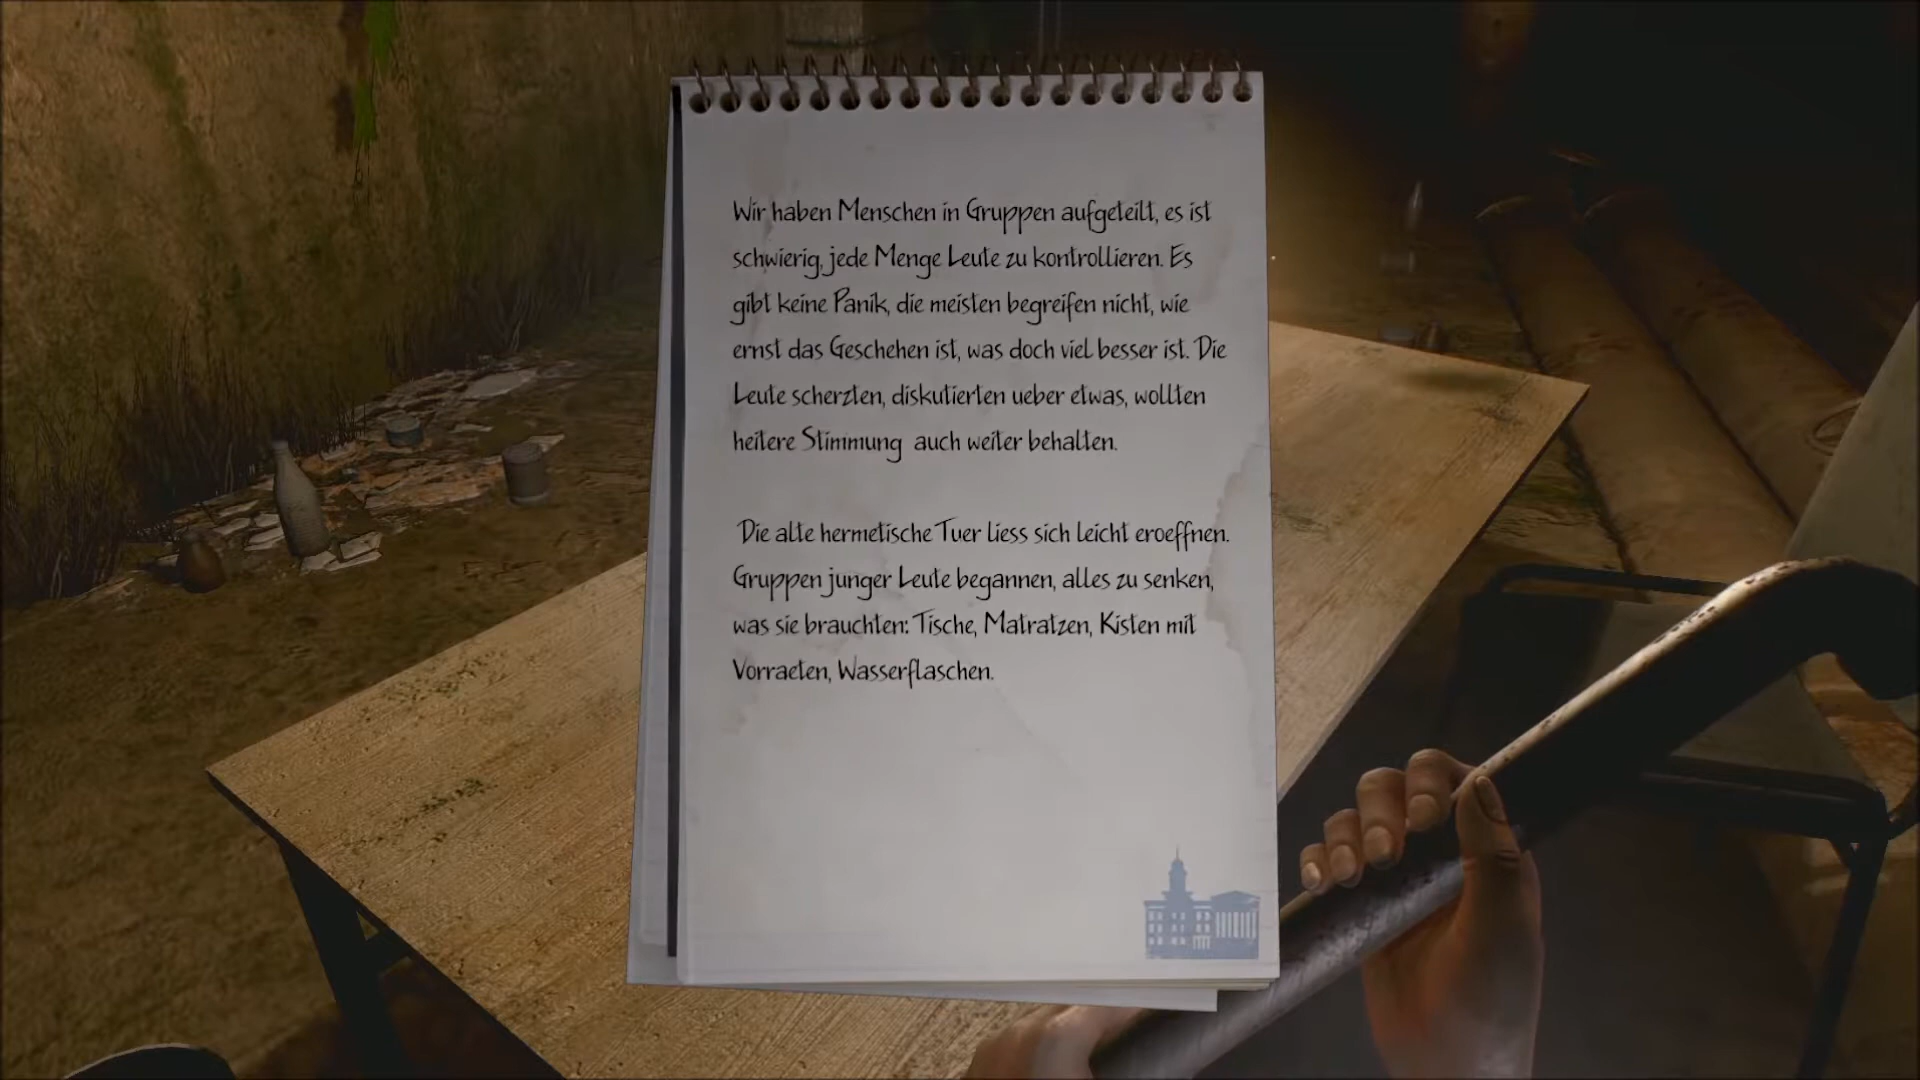 Wir haben Menschen in Gruppen aufgeteilt, es ist
schwierig, jede Menge Leute zu kontrollieren. Es
gibt keine Panik, die meisten begreifen nicht, wie
ernst das Geschehen ist, was doch viel besser ist. Die
Leute scherzten, diskutierten ueber etwas, wollten
heitere Stimmung auch weiter behalten.
Die alte hermetische Tuer liess sich leicht eroeffnen.
Gruppen junger Leute begannen, alles zu senken,
was sie brauchten: Tische, Matratzen, Kisten mit
Vorraeten, Wasserflaschen.